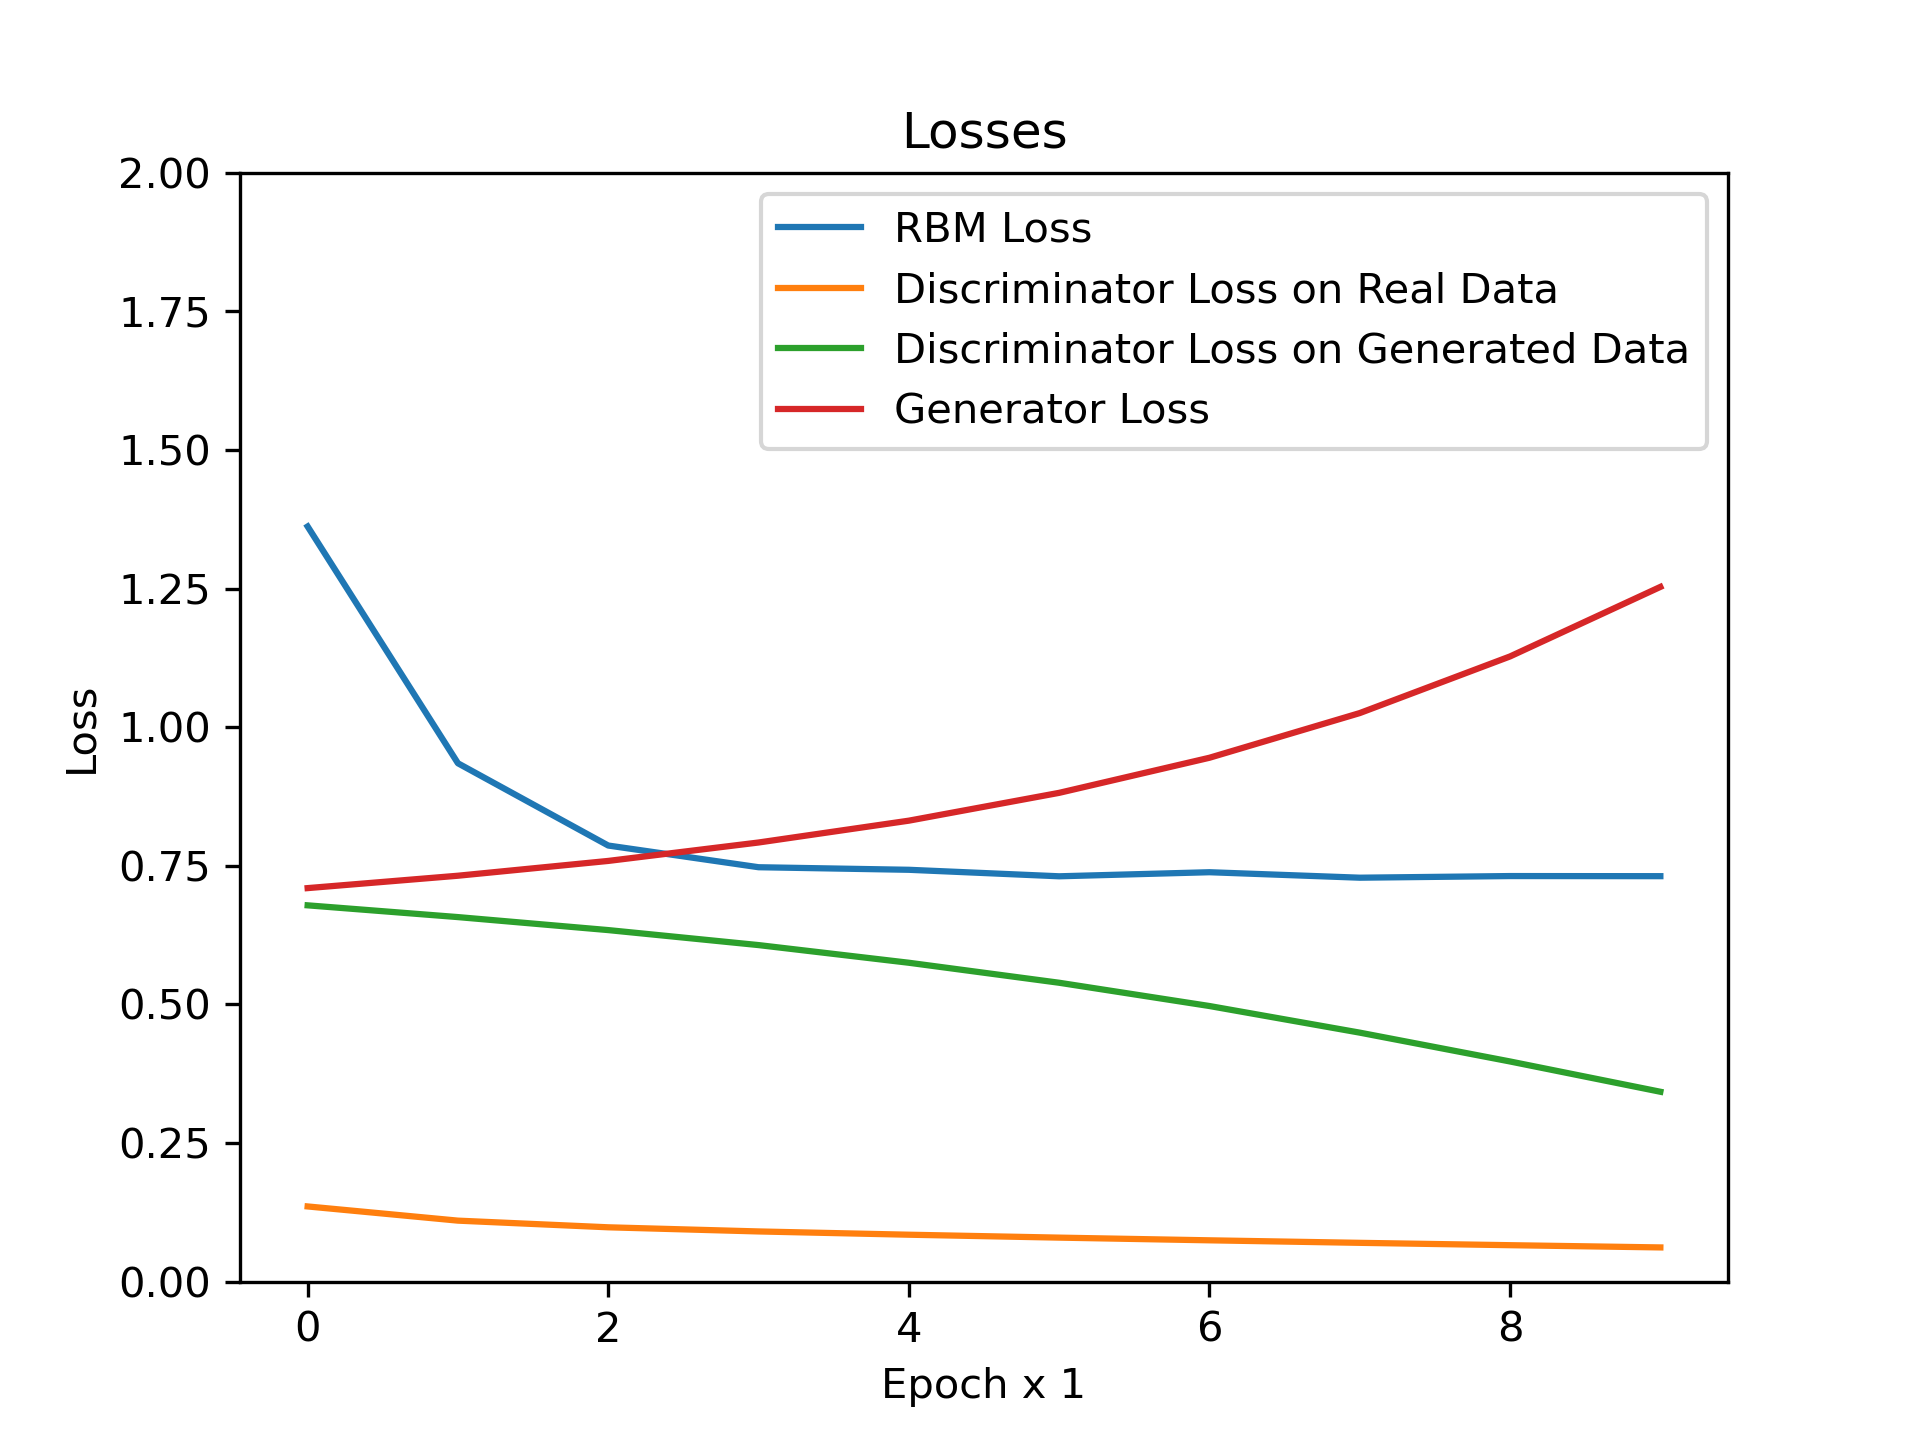 Losses
2.00
1.75
1.50
1.25
1.00
0.75
0.50
0.25
0.00
Loss
RBM Loss
Discriminator Loss on Real Data
Discriminator Loss on Generated Data
Generator Loss
0 2 4 6 8
Epoch x 1